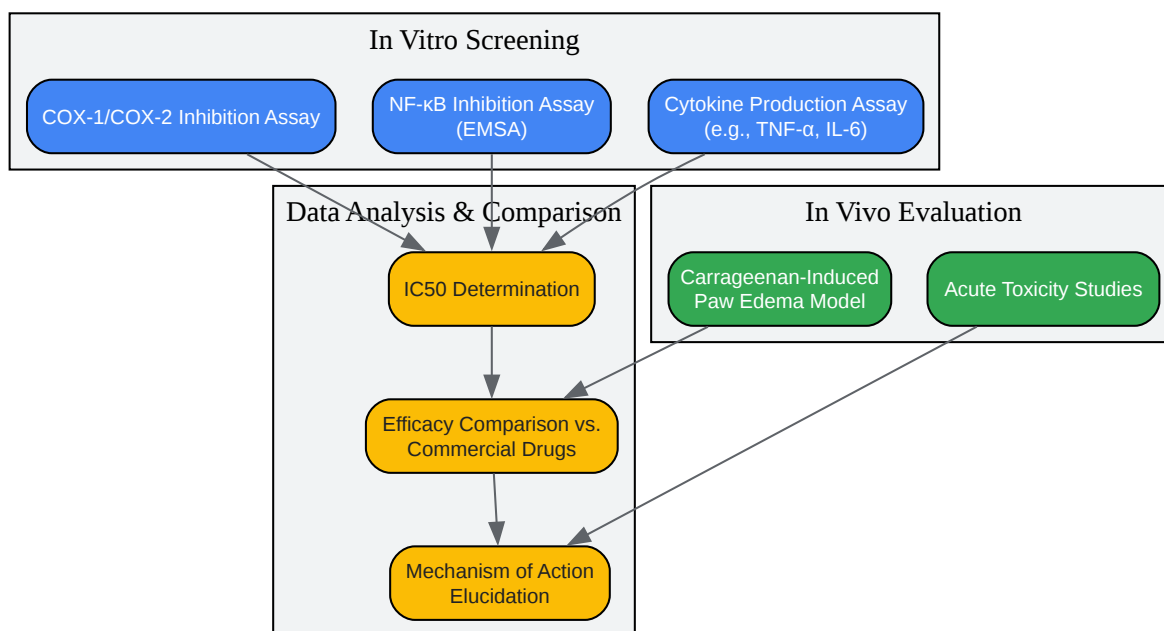 In Vitro Screening
COX-1/COX-2 Inhibition Assay
NF-κB Inhibition Assay
(EMSA)
Cytokine Production Assay
(e.g., TNF-α, IL-6)
Data Analysis & Comparison
In Vivo Evaluation
IC50 Determination
Carrageenan-Induced
Paw Edema Model
Acute Toxicity Studies
Efficacy Comparison vs.
Commercial Drugs
Mechanism of Action
Elucidation